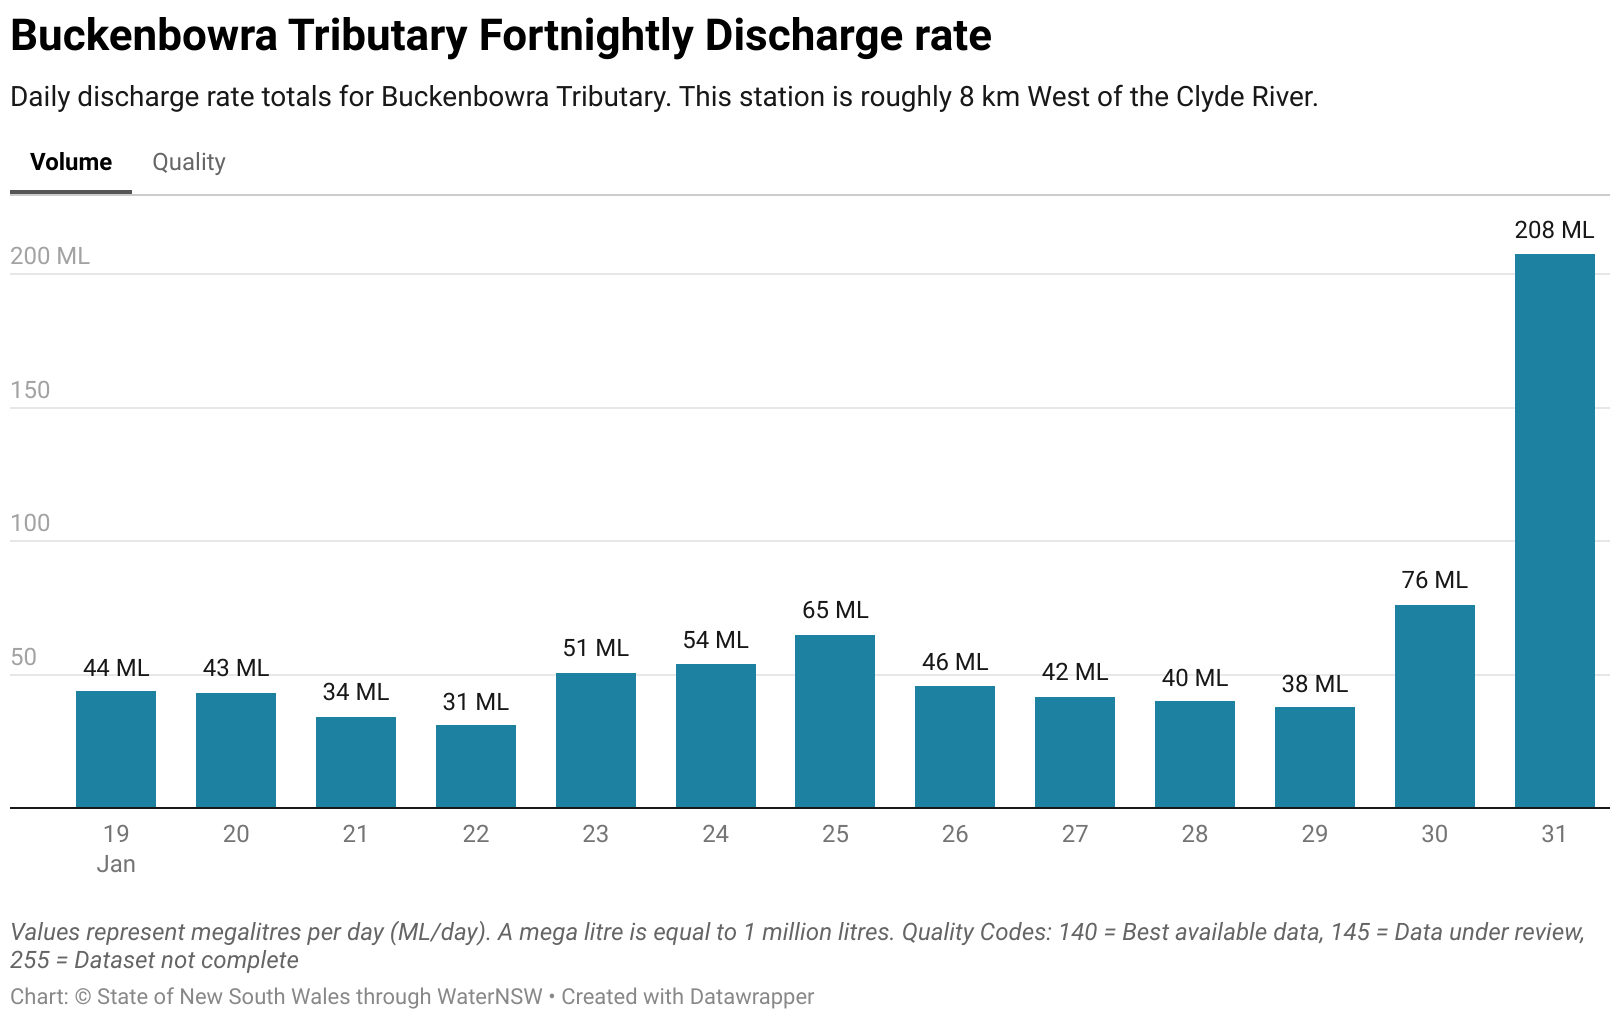 Buckenbowra Tributary Fortnightly Discharge rate
Daily discharge rate totals for Buckenbowra Tributary. This station is roughly 8 km West of the Clyde River.
Volume Quality
208 ML
200 ML
150
100
76 ML
65 ML
54 ML
51 ML
50
44 ML 43 ML 34 ML 31 ML 46 ML 42 ML 40 ML 38 ML
19 20 21 22 23 24 25 26 27 28 29 30 31
Jan
Values represent megalitres per day (ML/day). A mega litre is equal to 1 million litres. Quality Codes: 140 = Best available data, 145 = Data under review,
255 = Dataset not complete
Chart: © State of New South Wales through WaterNSW • Created with Datawrapper